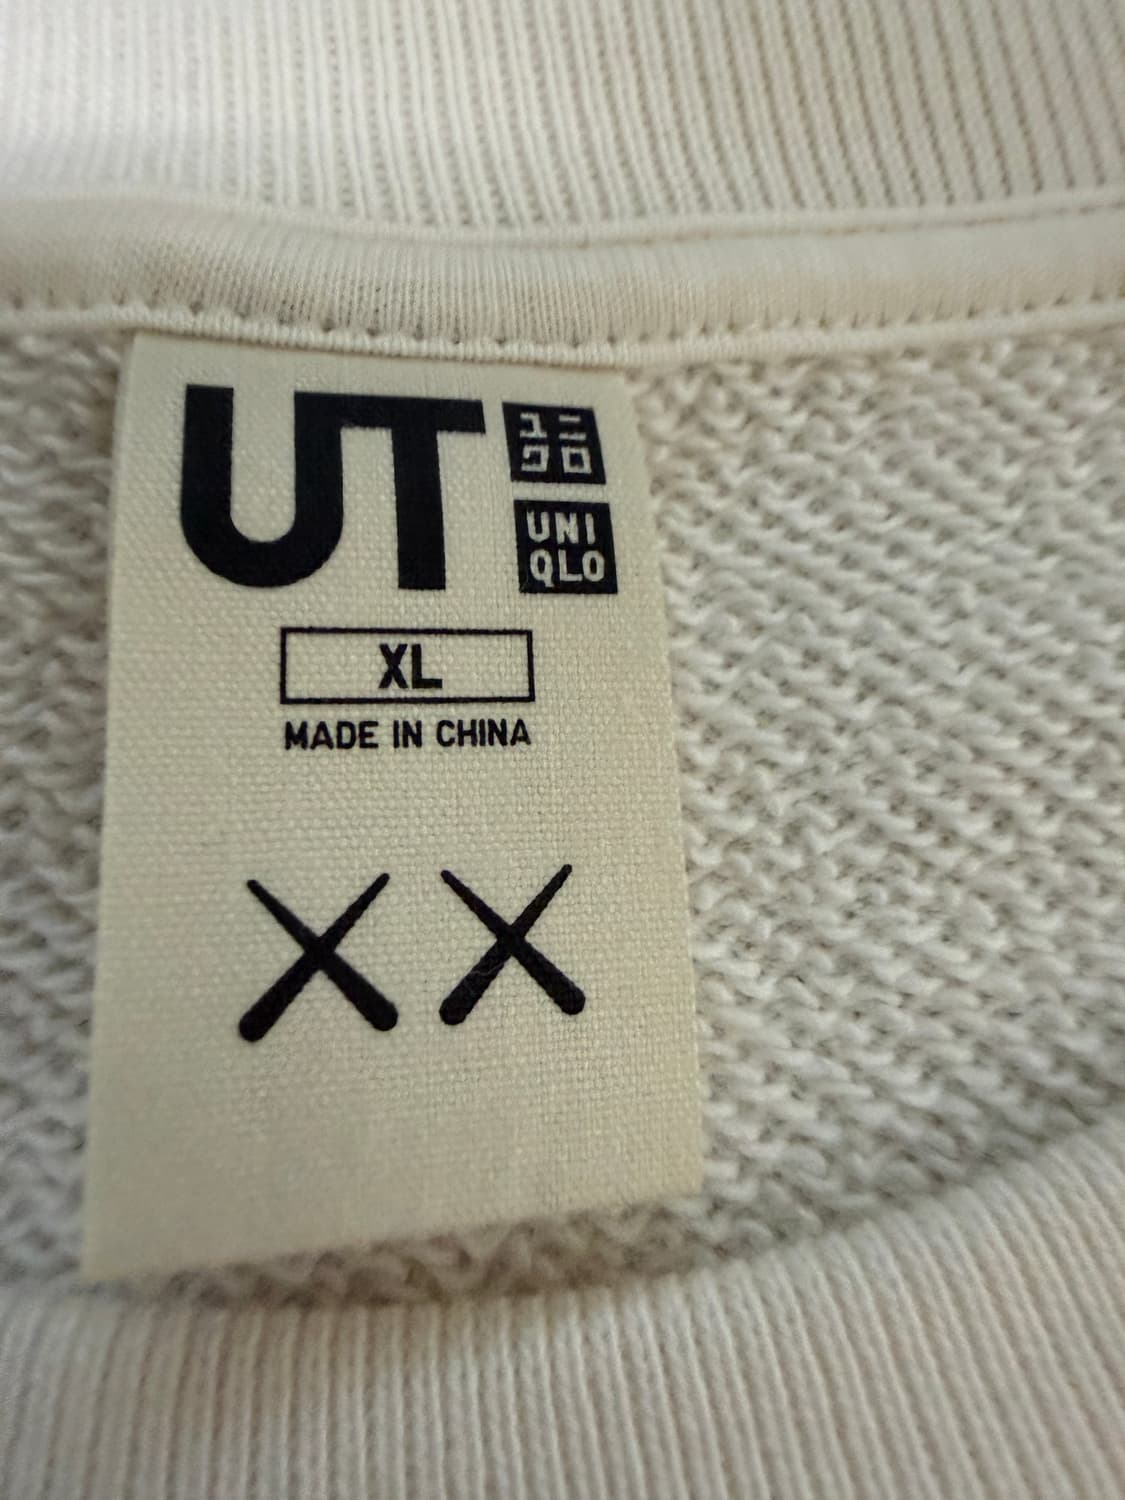 UT
ユニ
クロ
UNI
QLO
XL
MADE IN CHINA
XX